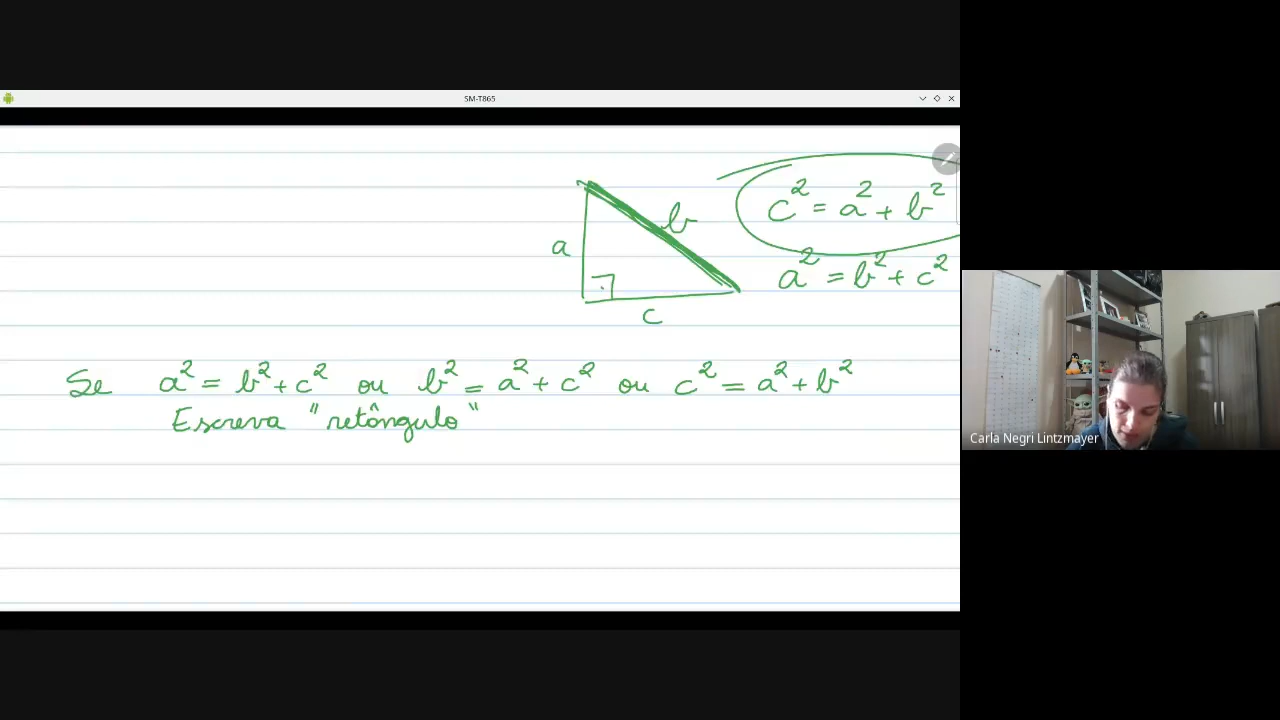 SM-T865
c² = a² + b²
b
a
a² = b² + c²
c
Se a² = b² + c² ou b² = a² + c² ou c² = a² + b²
Escreva "retângulo"
Carla Negri Lintzmayer